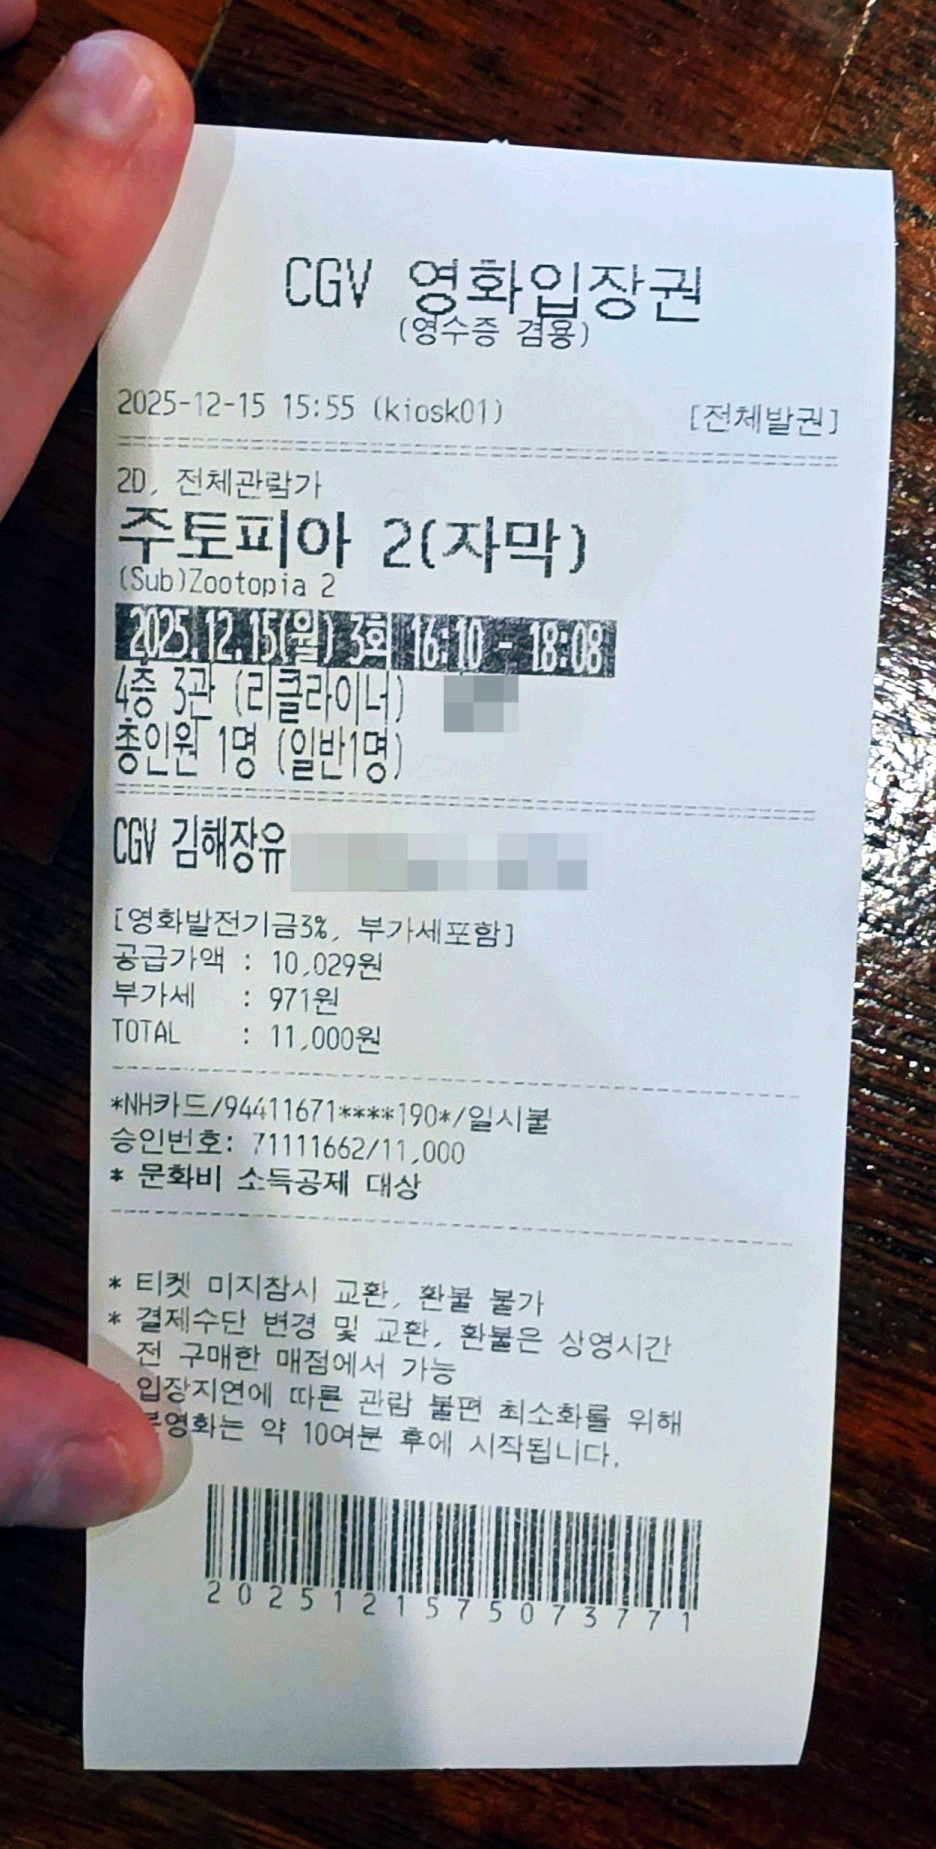 CGV 영화입장권
(영수증 겸용)
2025-12-15 15:55 (kiosk01) [전체발권]
2D, 전체관람가
주토피아 2(자막)
(Sub)Zootopia 2
2025.12.15(월) 3회 16:10 - 18:08
4층 3관 (리클라이너)
총인원 1명 (일반1명)
CGV 김해장유
[영화발전기금3%, 부가세포함]
공급가액 : 10,029원
부가세 : 971원
TOTAL : 11,000원
*NH카드/94411671****190*/일시불
승인번호: 71111662/11,000
* 문화비 소득공제 대상
* 티켓 미지참시 교환, 환불 불가
* 결제수단 변경 및 교환, 환불은 상영시간
전 구매한 매점에서 가능
입장지연에 따른 관람 불편 최소화를 위해
본영화는 약 10여분 후에 시작됩니다.
2025121575073771